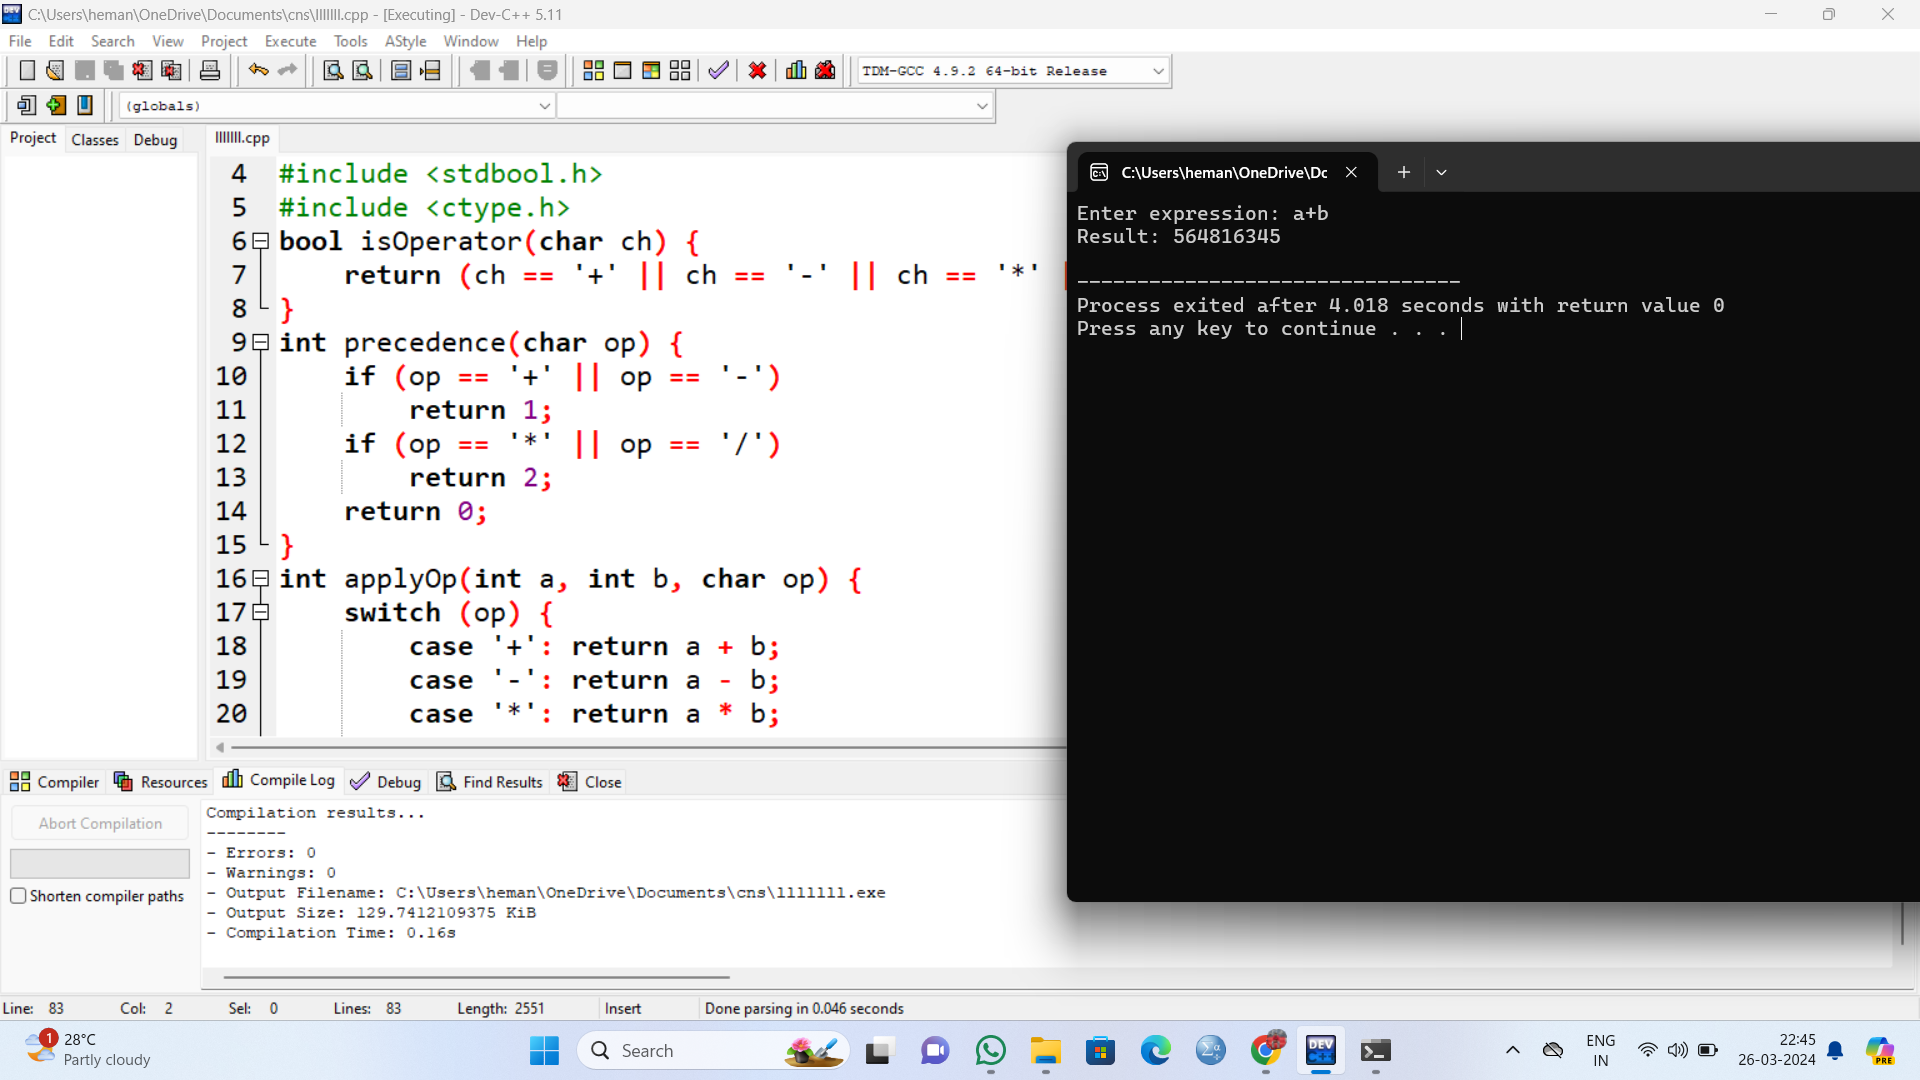 C:\Users\heman\OneDrive\Documents\cns\lllllll.cpp - [Executing] - Dev-C++ 5.11
File Edit Search View Project Execute Tools AStyle Window Help
TDM-GCC 4.9.2 64-bit Release
(globals)
Project Classes Debug
lllllll.cpp
4 #include <stdbool.h>
5 #include <ctype.h>
6 bool isOperator(char ch) {
7 return (ch == '+' || ch == '-' || ch == '*' |
8 }
9 int precedence(char op) {
10 if (op == '+' || op == '-')
11 return 1;
12 if (op == '*' || op == '/')
13 return 2;
14 return 0;
15 }
16 int applyOp(int a, int b, char op) {
17 switch (op) {
18 case '+': return a + b;
19 case '-': return a - b;
20 case '*': return a * b;
C:\Users\heman\OneDrive\Dc
Enter expression: a+b
Result: 564816345
--------------------------------
Process exited after 4.018 seconds with return value 0
Press any key to continue . . .
Compiler Resources Compile Log Debug Find Results Close
Abort Compilation
Shorten compiler paths
Compilation results...
--------
- Errors: 0
- Warnings: 0
- Output Filename: C:\Users\heman\OneDrive\Documents\cns\lllllll.exe
- Output Size: 129.7412109375 KiB
- Compilation Time: 0.16s
Line: 83 Col: 2 Sel: 0 Lines: 83 Length: 2551 Insert Done parsing in 0.046 seconds
1
28°C
Partly cloudy
Search
DEV
PRE
ENG
IN
22:45
26-03-2024